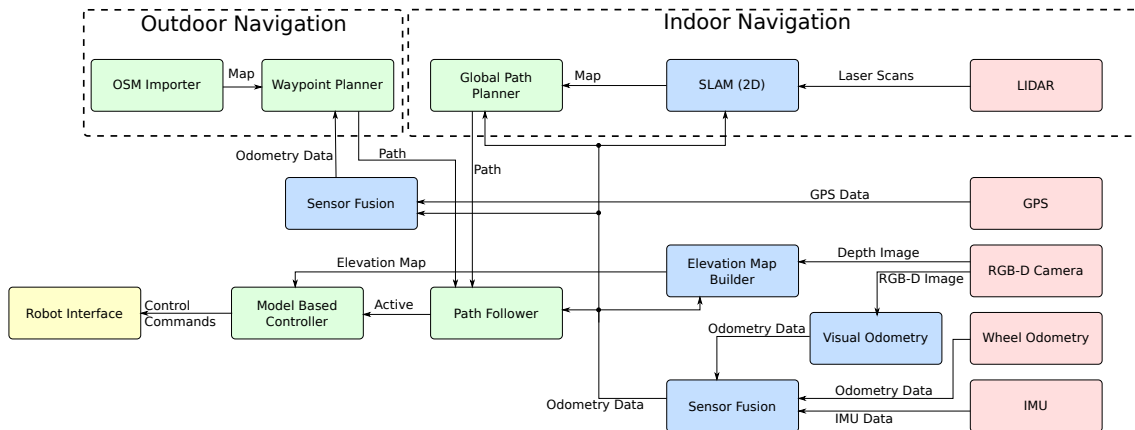 Outdoor Navigation
Indoor Navigation
OSM Importer
Map
Waypoint Planner
Global Path
Planner
Map
SLAM (2D)
Laser Scans
LIDAR
Odometry Data
Path
Path
Sensor Fusion
GPS Data
GPS
Elevation Map
Elevation Map
Builder
Depth Image
RGB-D Image
RGB-D Camera
Robot Interface
Control
Commands
Model Based
Controller
Active
Path Follower
Odometry Data
Visual Odometry
Wheel Odometry
Odometry Data
Sensor Fusion
Odometry Data
IMU Data
IMU